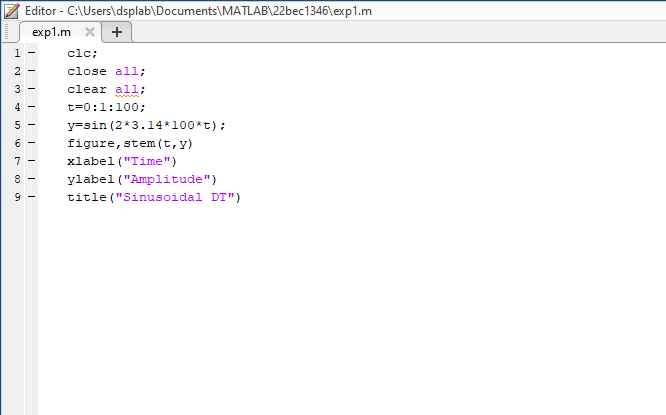 Editor - C:\Users\dsplab\Documents\MATLAB\22bec1346\exp1.m
exp1.m
1 clc;
2 close all;
3 clear all;
4 t=0:1:100;
5 y=sin(2*3.14*100*t);
6 figure,stem(t,y)
7 xlabel("Time")
8 ylabel("Amplitude")
9 title("Sinusoidal DT")